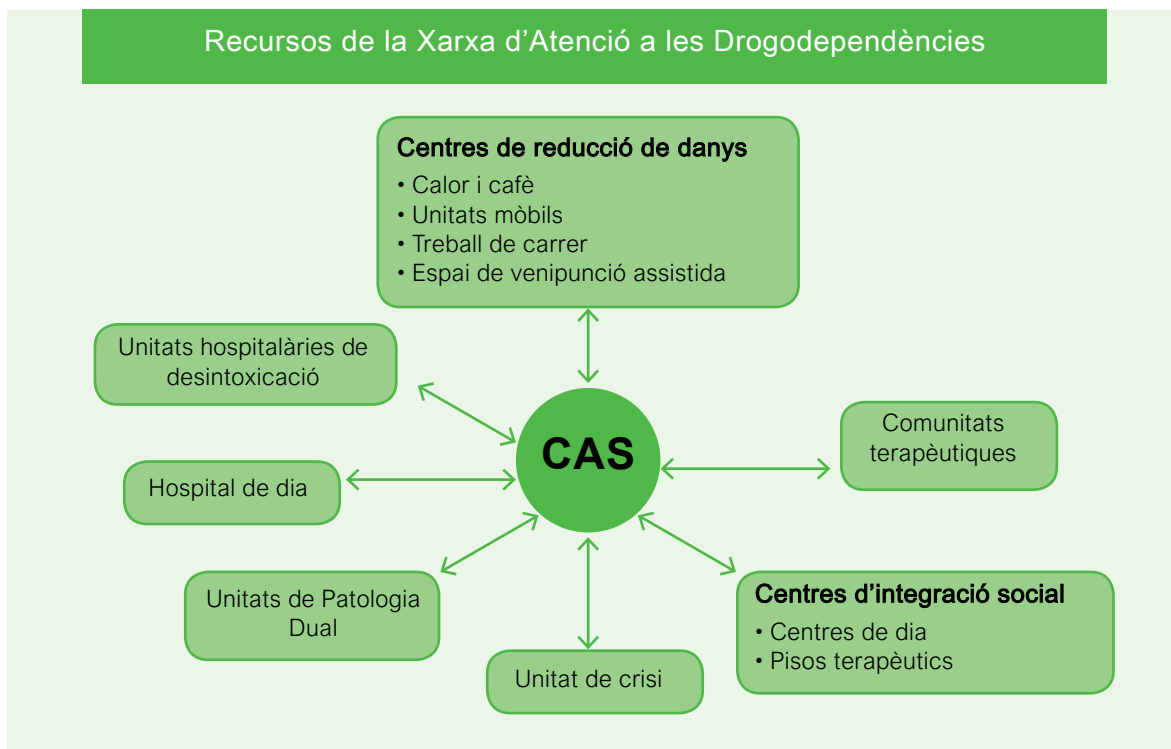 Recursos de la Xarxa d'Atenció a les Drogodependències
Centres de reducció de danys
• Calor i cafè
• Unitats mòbils
• Treball de carrer
• Espai de venipunció assistida
Unitats hospitalàries de
desintoxicació
CAS
Comunitats
terapèutiques
Hospital de dia
Unitats de Patologia
Dual
Centres d'integració social
• Centres de dia
• Pisos terapèutics
Unitat de crisi